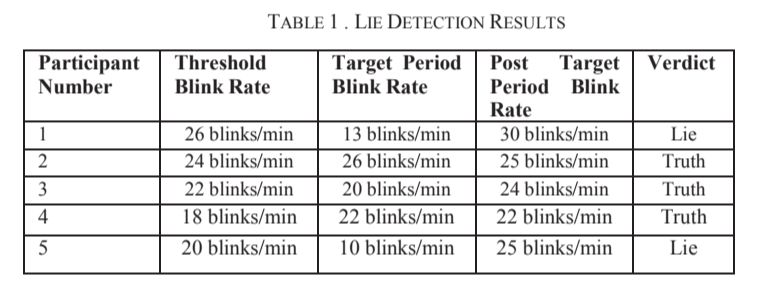 TABLE 1 . LIE DETECTION RESULTS
Participant Number Threshold Blink Rate Target Period Blink Rate Post Target Period Blink Rate Verdict
1 26 blinks/min 13 blinks/min 30 blinks/min Lie
2 24 blinks/min 26 blinks/min 25 blinks/min Truth
3 22 blinks/min 20 blinks/min 24 blinks/min Truth
4 18 blinks/min 22 blinks/min 22 blinks/min Truth
5 20 blinks/min 10 blinks/min 25 blinks/min Lie